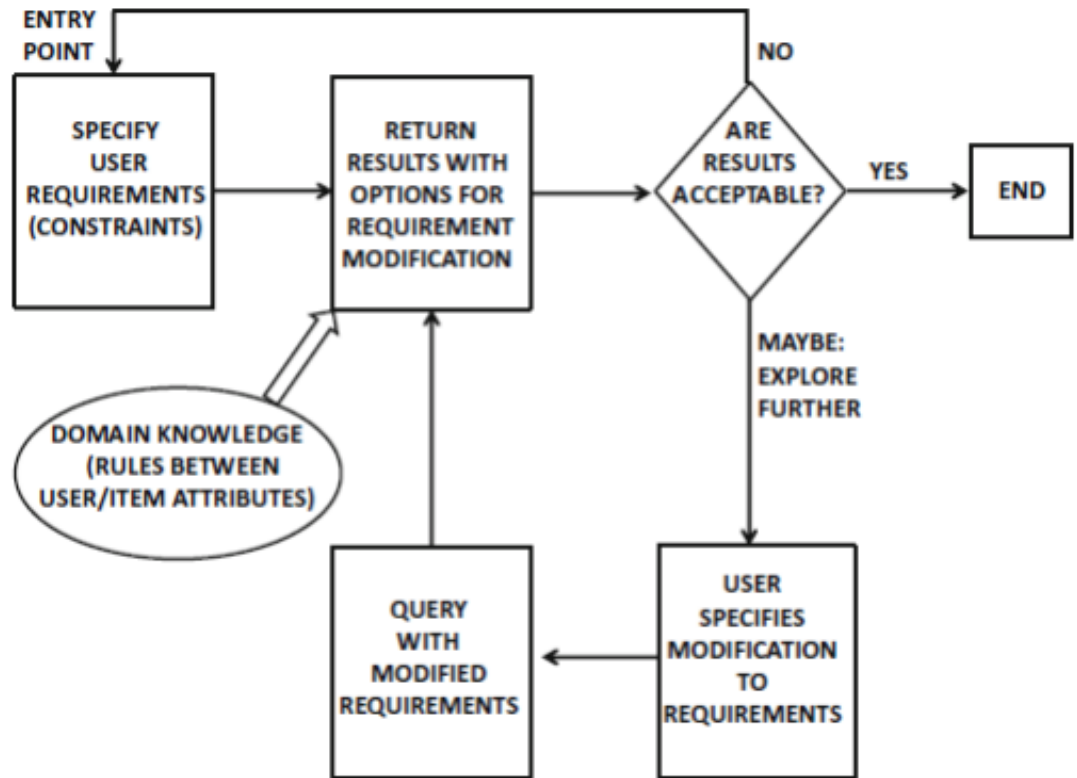 ENTRY
POINT
SPECIFY
USER
REQUIREMENTS
(CONSTRAINTS)
RETURN
RESULTS WITH
OPTIONS FOR
REQUIREMENT
MODIFICATION
NO
ARE
RESULTS
ACCEPTABLE?
YES
END
MAYBE:
EXPLORE
FURTHER
DOMAIN KNOWLEDGE
(RULES BETWEEN
USER/ITEM ATTRIBUTES)
QUERY
WITH
MODIFIED
REQUIREMENTS
USER
SPECIFIES
MODIFICATION
TO
REQUIREMENTS